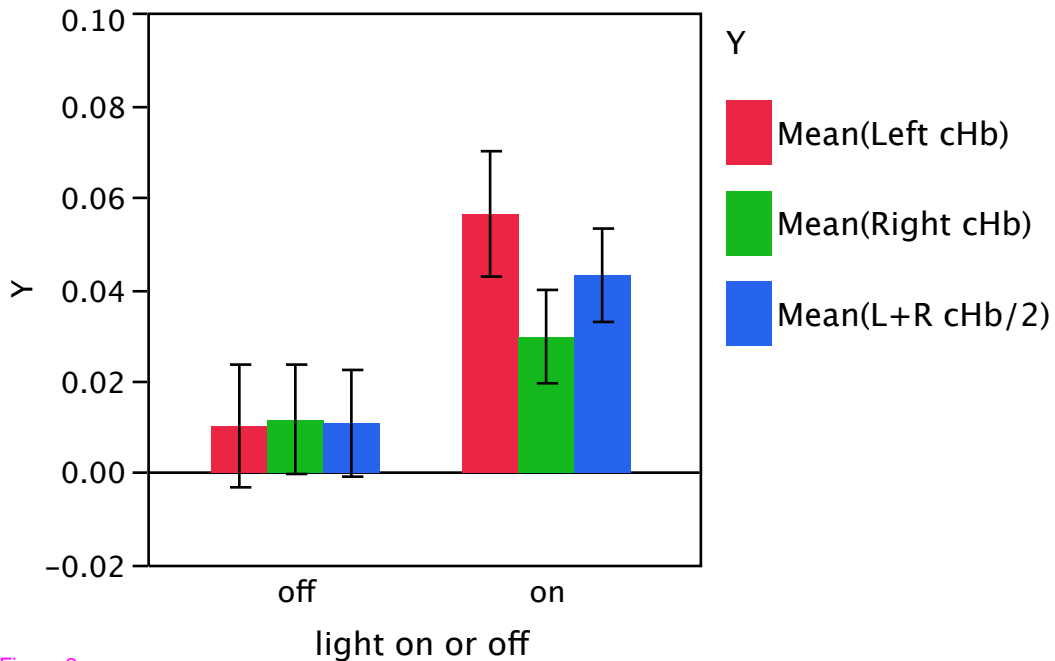 0.10
0.08
0.06
0.04
0.02
0.00
−0.02
Y
off
on
light on or off
Y
Mean(Left cHb)
Mean(Right cHb)
Mean(L+R cHb/2)